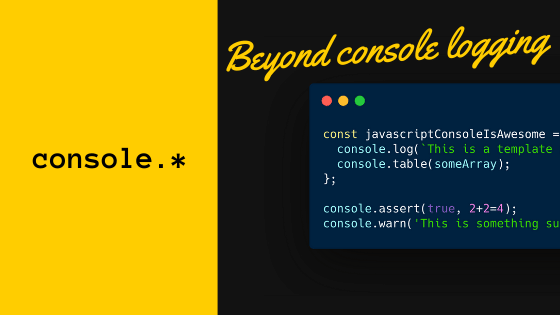 console.*
Beyond console logging
const javascriptConsoleIsAwesome =
console.log(`This is a template
console.table(someArray);
};
console.assert(true, 2+2=4);
console.warn('This is something su